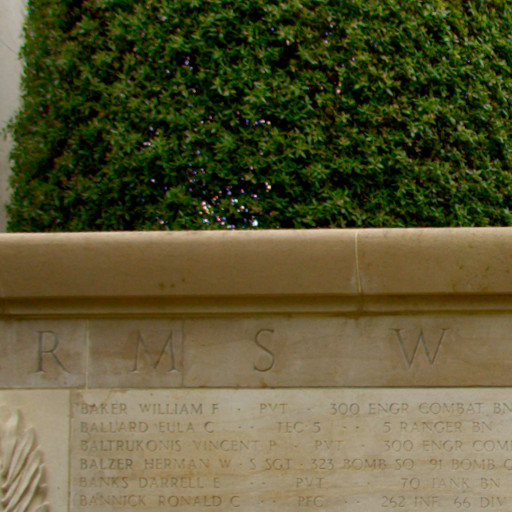 R M S W
BAKER WILLIAM F · PVT · 300 ENGR COMBAT BN
BALLARD EULA C · · TEC 5 · · 5 RANGER BN
BALTRUKONIS VINCENT P · PVT · 300 ENGR COM
BALZER HERMAN W · S SGT · 323 BOMB SQ 91 BOMB
BANKS DARRELL E · · PVT · · 70 TANK BN
BANNICK RONALD C · · PFC · · 262 INF 66 DIV